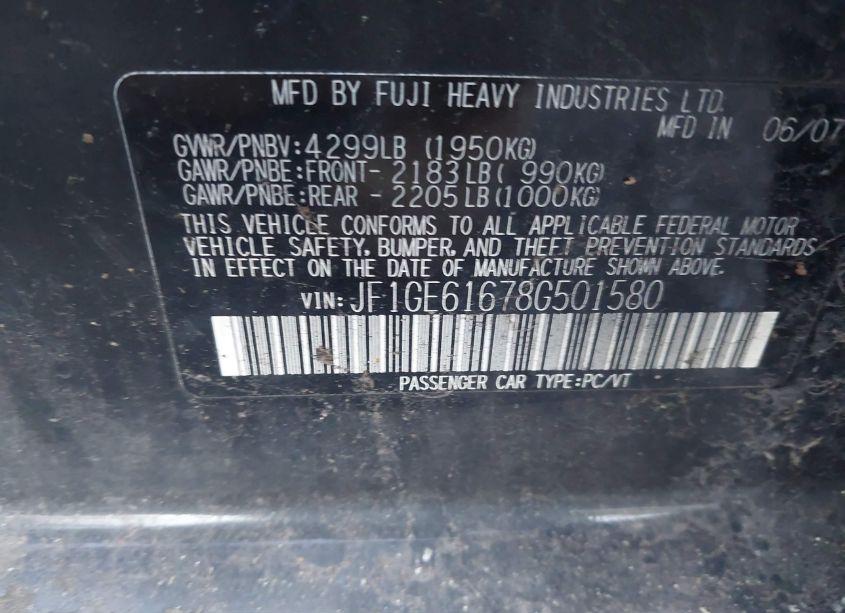 MFD BY FUJI HEAVY INDUSTRIES LTD.
MFD IN 06/07
GVWR/PNBV:4299LB (1950KG)
GAWR/PNBE:FRONT- 2183LB( 990KG)
GAWR/PNBE:REAR - 2205LB(1000KG)
THIS VEHICLE CONFORMS TO ALL APPLICABLE FEDERAL MOTOR
VEHICLE SAFETY, BUMPER, AND THEFT PREVENTION STANDARDS
IN EFFECT ON THE DATE OF MANUFACTURE SHOWN ABOVE.
VIN:JF1GE61678G501580
PASSENGER CAR TYPE:PC/VT